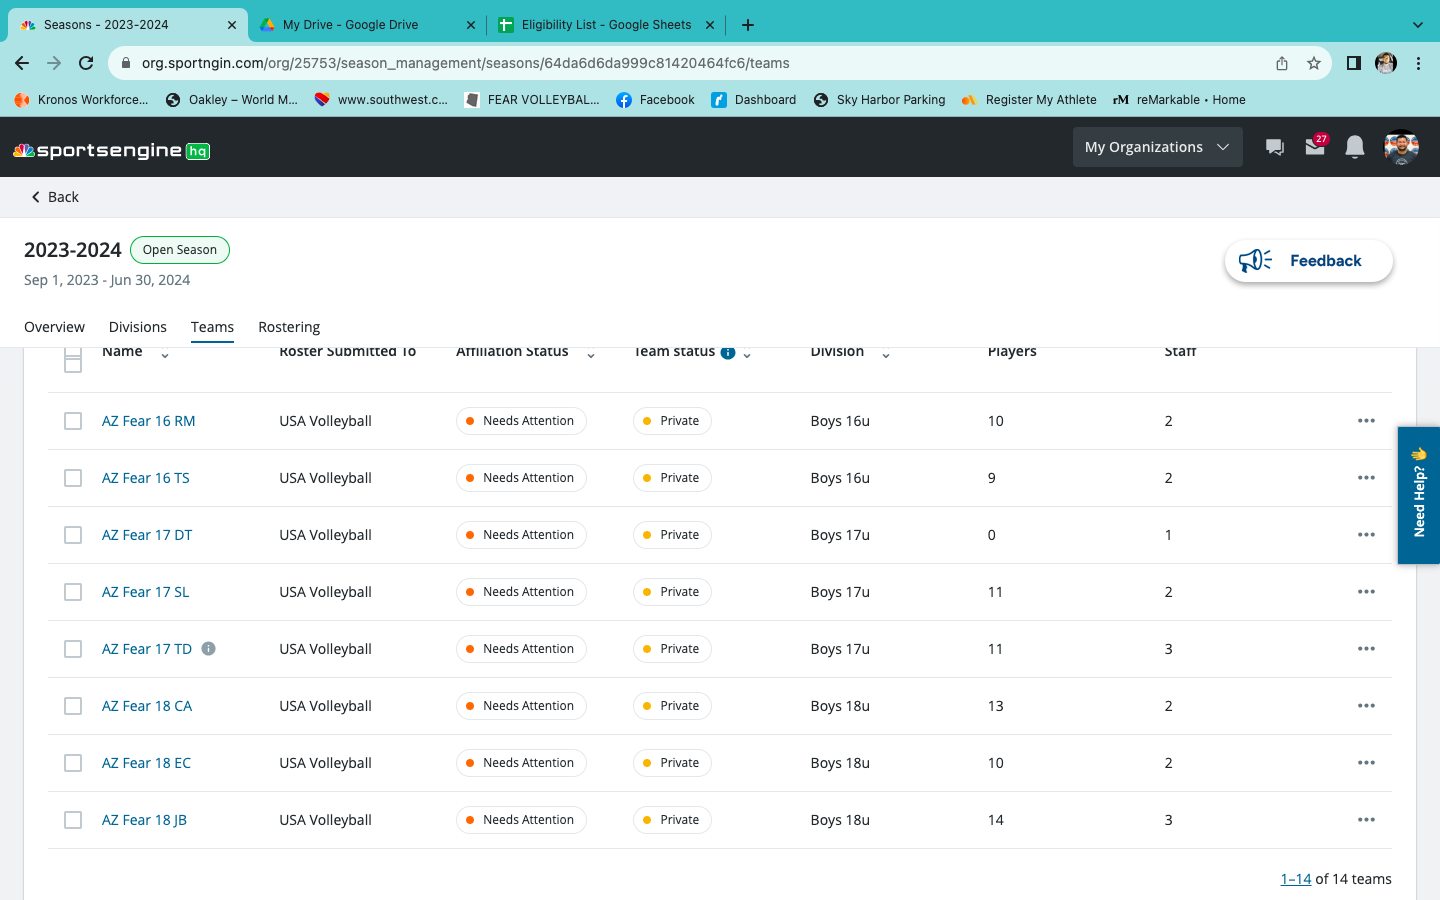 Seasons - 2023-2024
My Drive - Google Drive
Eligibility List - Google Sheets
org.sportngin.com/org/25753/season_management/seasons/64da6d6da999c81420464fc6/teams
Kronos Workforce...
Oakley – World M...
www.southwest.c...
FEAR VOLLEYBAL...
Facebook
Dashboard
Sky Harbor Parking
Register My Athlete
rM reMarkable • Home
sportsengine hq
My Organizations
27
Back
2023-2024 Open Season
Sep 1, 2023 - Jun 30, 2024
Feedback
Overview Divisions Teams Rostering
Name Roster Submitted To Affiliation Status Team status Division Players Staff
AZ Fear 16 RM USA Volleyball Needs Attention Private Boys 16u 10 2
AZ Fear 16 TS USA Volleyball Needs Attention Private Boys 16u 9 2
AZ Fear 17 DT USA Volleyball Needs Attention Private Boys 17u 0 1
AZ Fear 17 SL USA Volleyball Needs Attention Private Boys 17u 11 2
AZ Fear 17 TD USA Volleyball Needs Attention Private Boys 17u 11 3
AZ Fear 18 CA USA Volleyball Needs Attention Private Boys 18u 13 2
AZ Fear 18 EC USA Volleyball Needs Attention Private Boys 18u 10 2
AZ Fear 18 JB USA Volleyball Needs Attention Private Boys 18u 14 3
Need Help?
1–14 of 14 teams